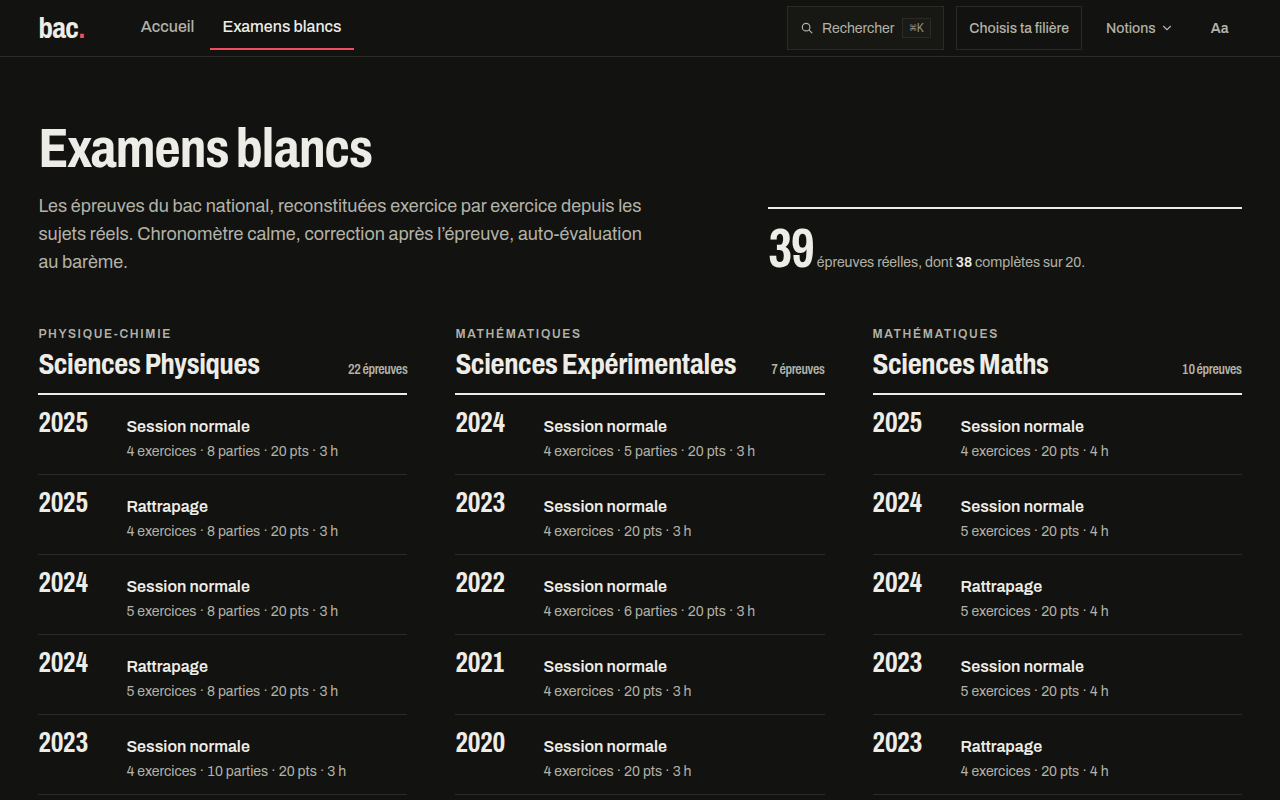 bac.
Accueil
Examens blancs
Rechercher ⌘K
Choisis ta filière
Notions
Aa
Examens blancs
Les épreuves du bac national, reconstituées exercice par exercice depuis les
sujets réels. Chronomètre calme, correction après l’épreuve, auto-évaluation
au barème.
39 épreuves réelles, dont 38 complètes sur 20.
PHYSIQUE-CHIMIE
Sciences Physiques
22 épreuves
2025
Session normale
4 exercices · 8 parties · 20 pts · 3 h
2025
Rattrapage
4 exercices · 8 parties · 20 pts · 3 h
2024
Session normale
5 exercices · 8 parties · 20 pts · 3 h
2024
Rattrapage
5 exercices · 8 parties · 20 pts · 3 h
2023
Session normale
4 exercices · 10 parties · 20 pts · 3 h
MATHÉMATIQUES
Sciences Expérimentales
7 épreuves
2024
Session normale
4 exercices · 5 parties · 20 pts · 3 h
2023
Session normale
4 exercices · 20 pts · 3 h
2022
Session normale
4 exercices · 6 parties · 20 pts · 3 h
2021
Session normale
4 exercices · 20 pts · 3 h
2020
Session normale
4 exercices · 20 pts · 3 h
MATHÉMATIQUES
Sciences Maths
10 épreuves
2025
Session normale
4 exercices · 20 pts · 4 h
2024
Session normale
5 exercices · 20 pts · 4 h
2024
Rattrapage
5 exercices · 20 pts · 4 h
2023
Session normale
5 exercices · 20 pts · 4 h
2023
Rattrapage
4 exercices · 20 pts · 4 h